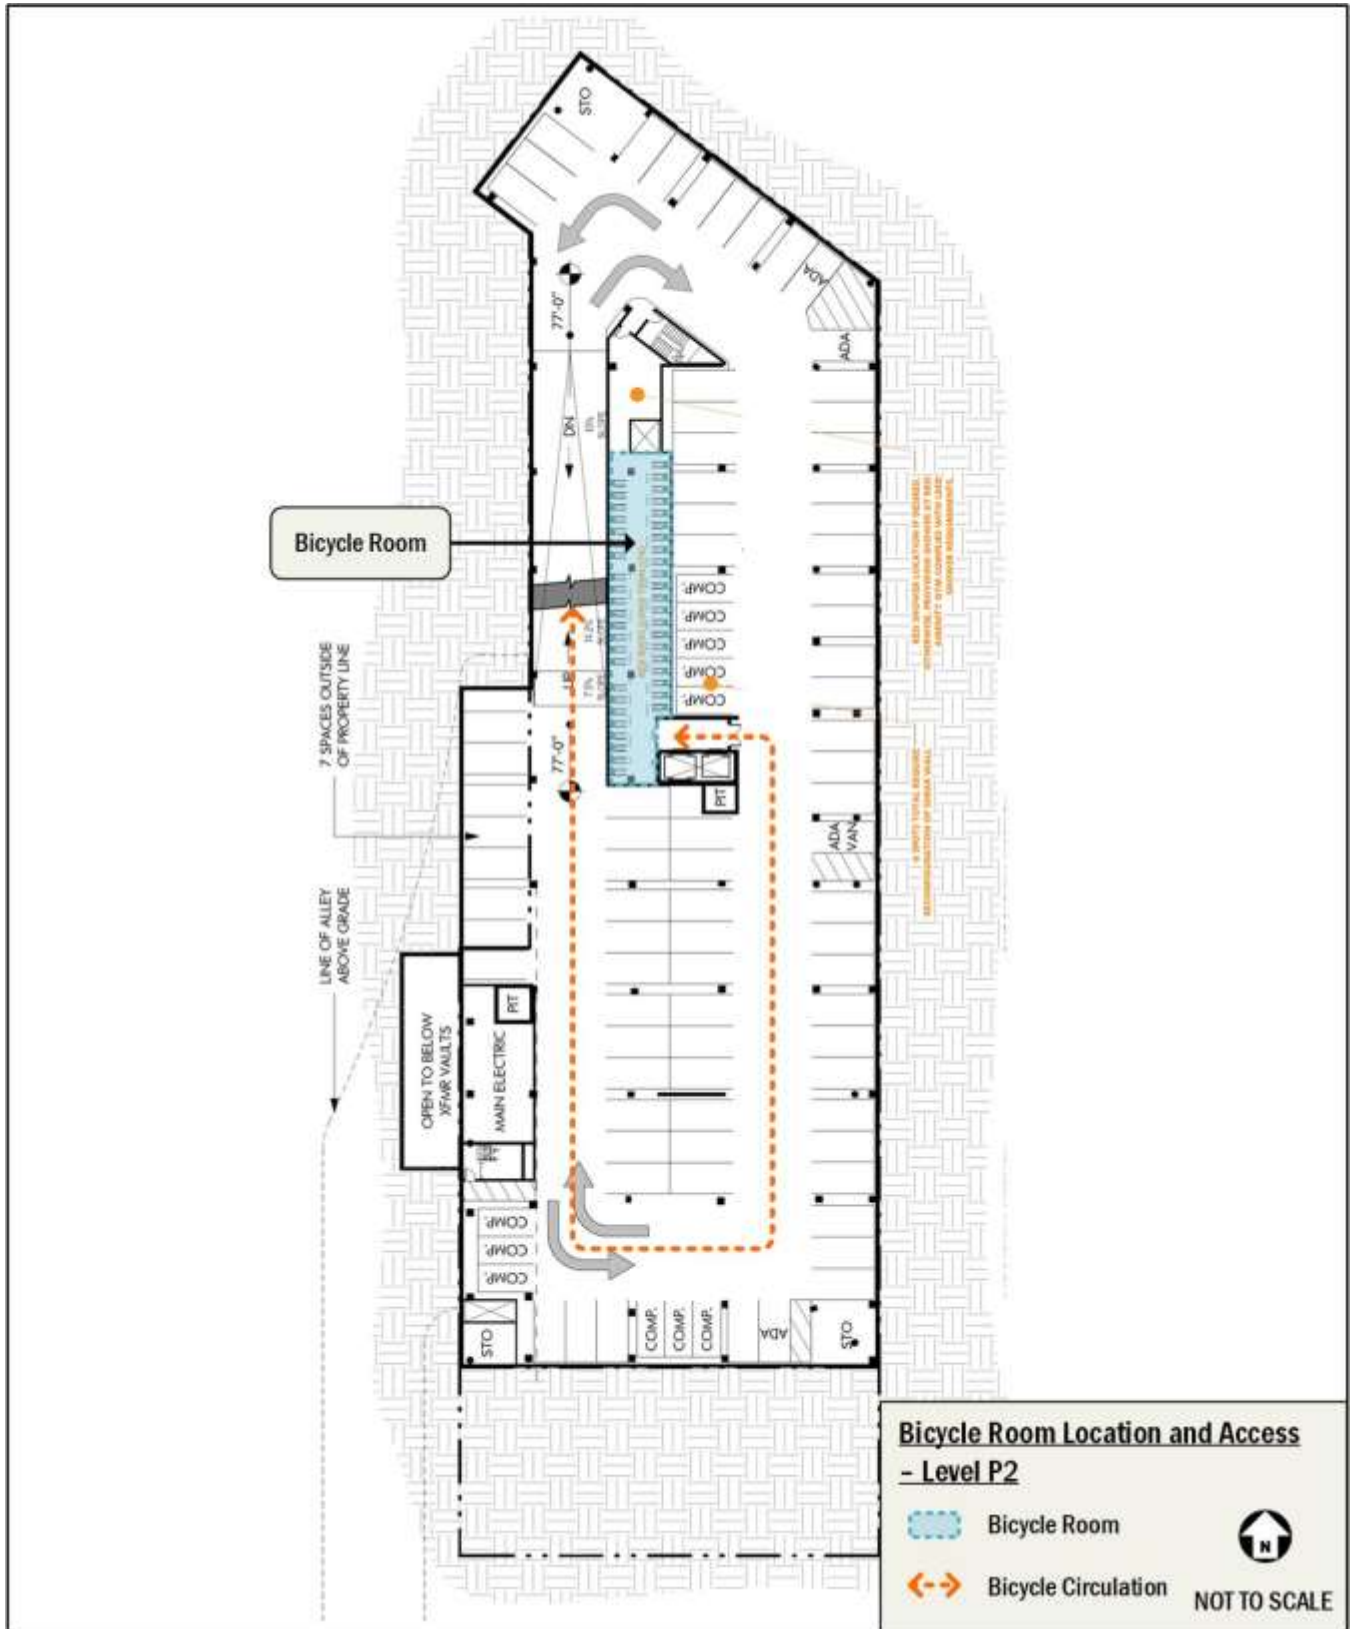 STO
77'-0"
ADA
ADA
DN
Bicycle Room
COMP.
COMP.
COMP.
COMP.
COMP.
UP
77'-0"
7 SPACES OUTSIDE
OF PROPERTY LINE
PIT
ADA
VAN
LINE OF ALLEY
ABOVE GRADE
OPEN TO BELOW
XFMR VAULTS
MAIN ELECTRIC
PIT
COMP.
COMP.
COMP.
STO
COMP.
COMP.
COMP.
ADA
STO
Bicycle Room Location and Access
– Level P2
Bicycle Room
Bicycle Circulation
N
NOT TO SCALE